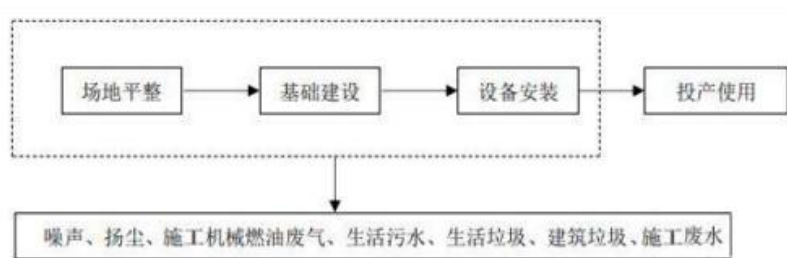 场地平整
基础建设
设备安装
投产使用
噪声、扬尘、施工机械燃油废气、生活污水、生活垃圾、建筑垃圾、施工废水